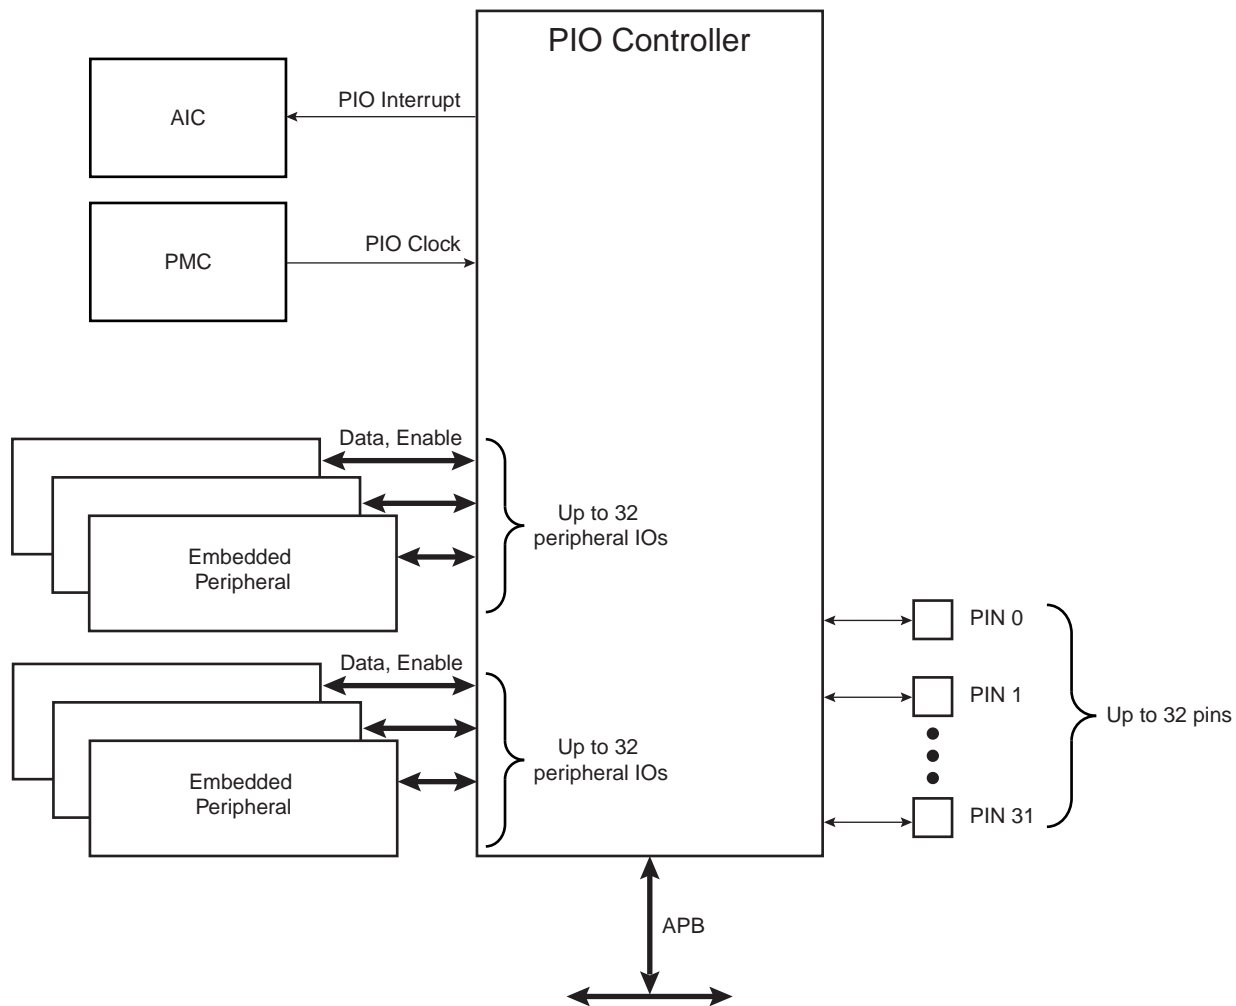 PIO Controller
PIO Interrupt
AIC
PIO Clock
PMC
Data, Enable
Up to 32
peripheral IOs
Embedded
Peripheral
PIN 0
Data, Enable
PIN 1
Up to 32 pins
Up to 32
peripheral IOs
Embedded
Peripheral
PIN 31
APB